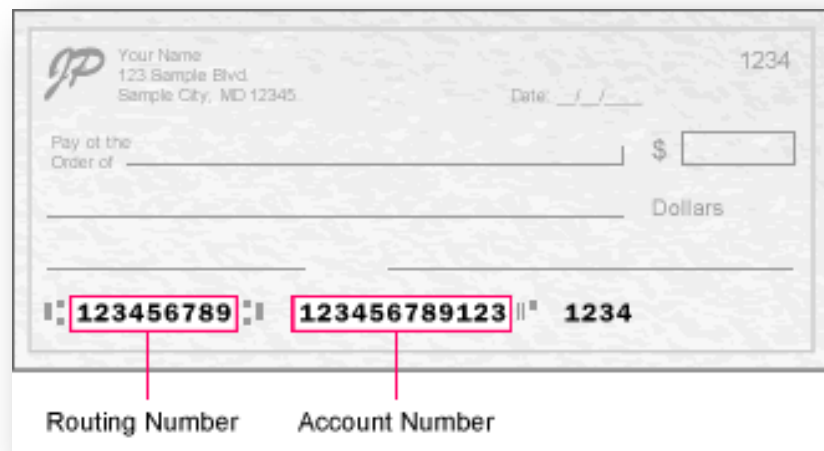 JP
Your Name
123 Sample Blvd.
Sample City, MD 12345
1234
Date: __/__/____
Pay ot the
Order of
$
Dollars
⑆123456789⑆ 123456789123⑈ 1234
Routing Number
Account Number